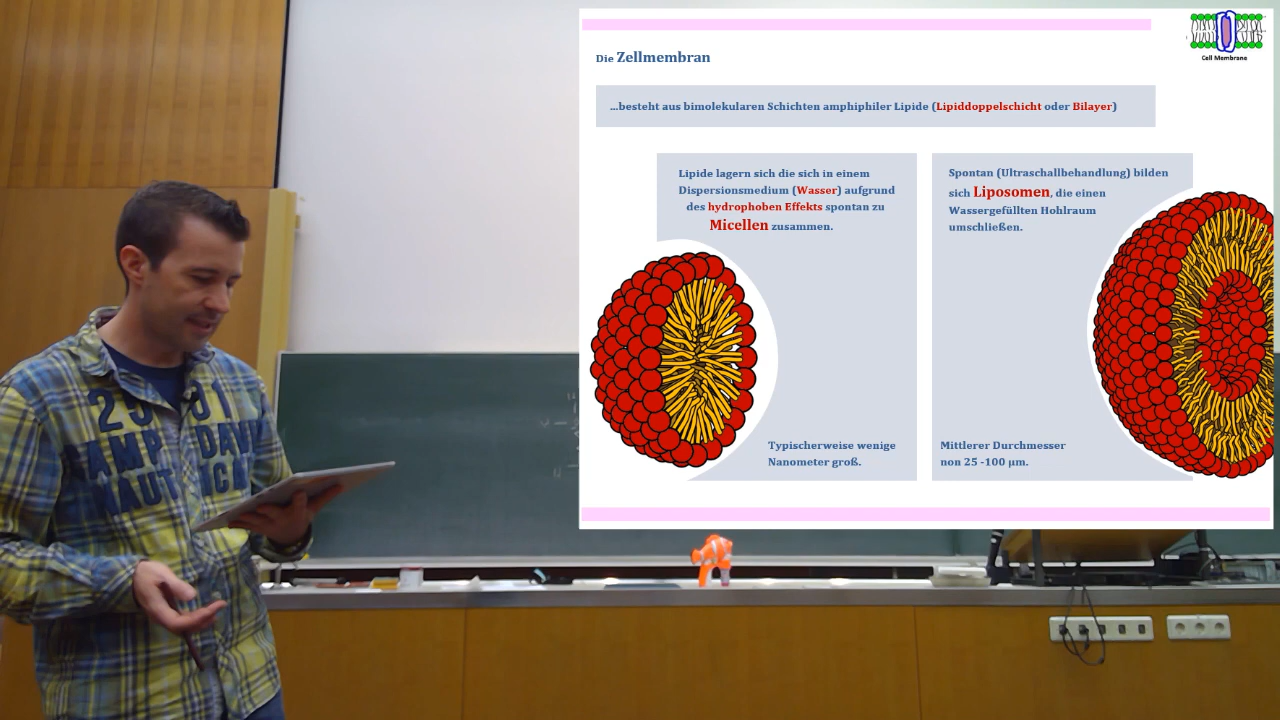 Cell Membrane
Die Zellmembran
...besteht aus bimolekularen Schichten amphiphiler Lipide (Lipiddoppelschicht oder Bilayer)
Lipide lagern sich die sich in einem
Dispersionsmedium (Wasser) aufgrund
des hydrophoben Effekts spontan zu
Micellen zusammen.
Typischerweise wenige
Nanometer groß.
Spontan (Ultraschallbehandlung) bilden
sich Liposomen, die einen
Wassergefüllten Hohlraum
umschließen.
Mittlerer Durchmesser
non 25 -100 µm.
25 01